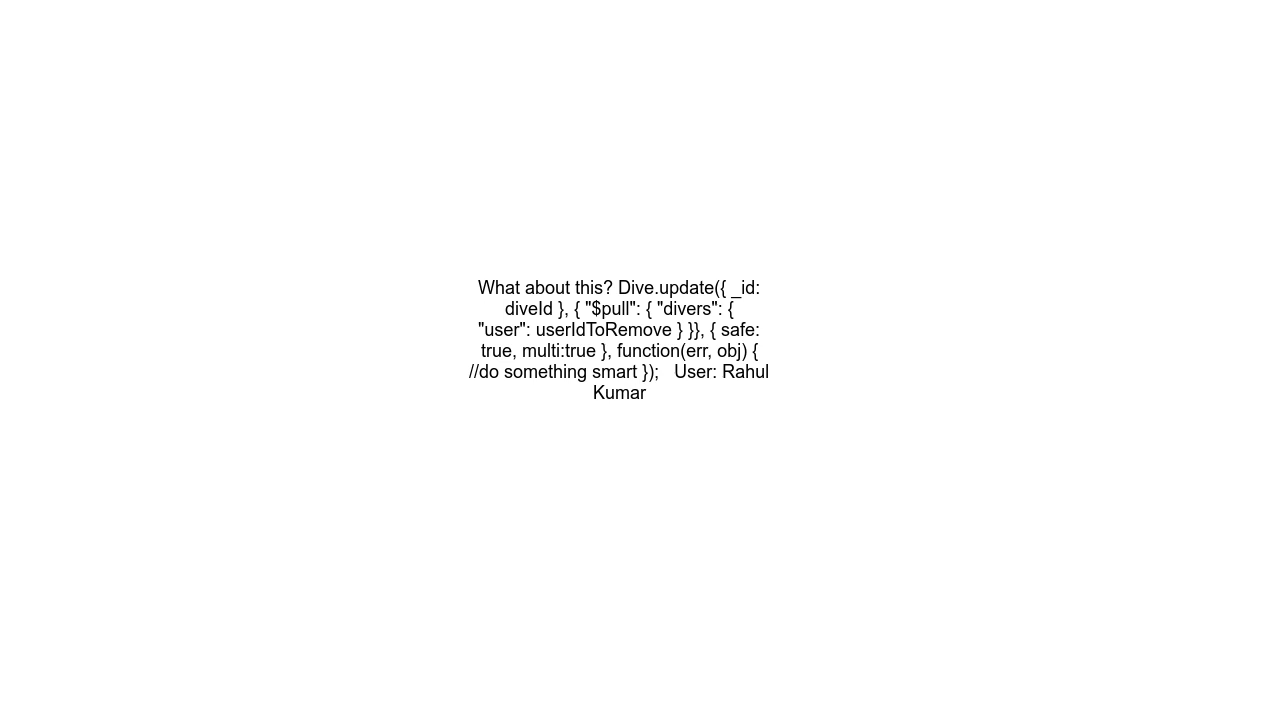 What about this? Dive.update({ _id:
diveId }, { "$pull": { "divers": {
"user": userIdToRemove } }}, { safe:
true, multi:true }, function(err, obj) {
//do something smart });   User: Rahul
Kumar